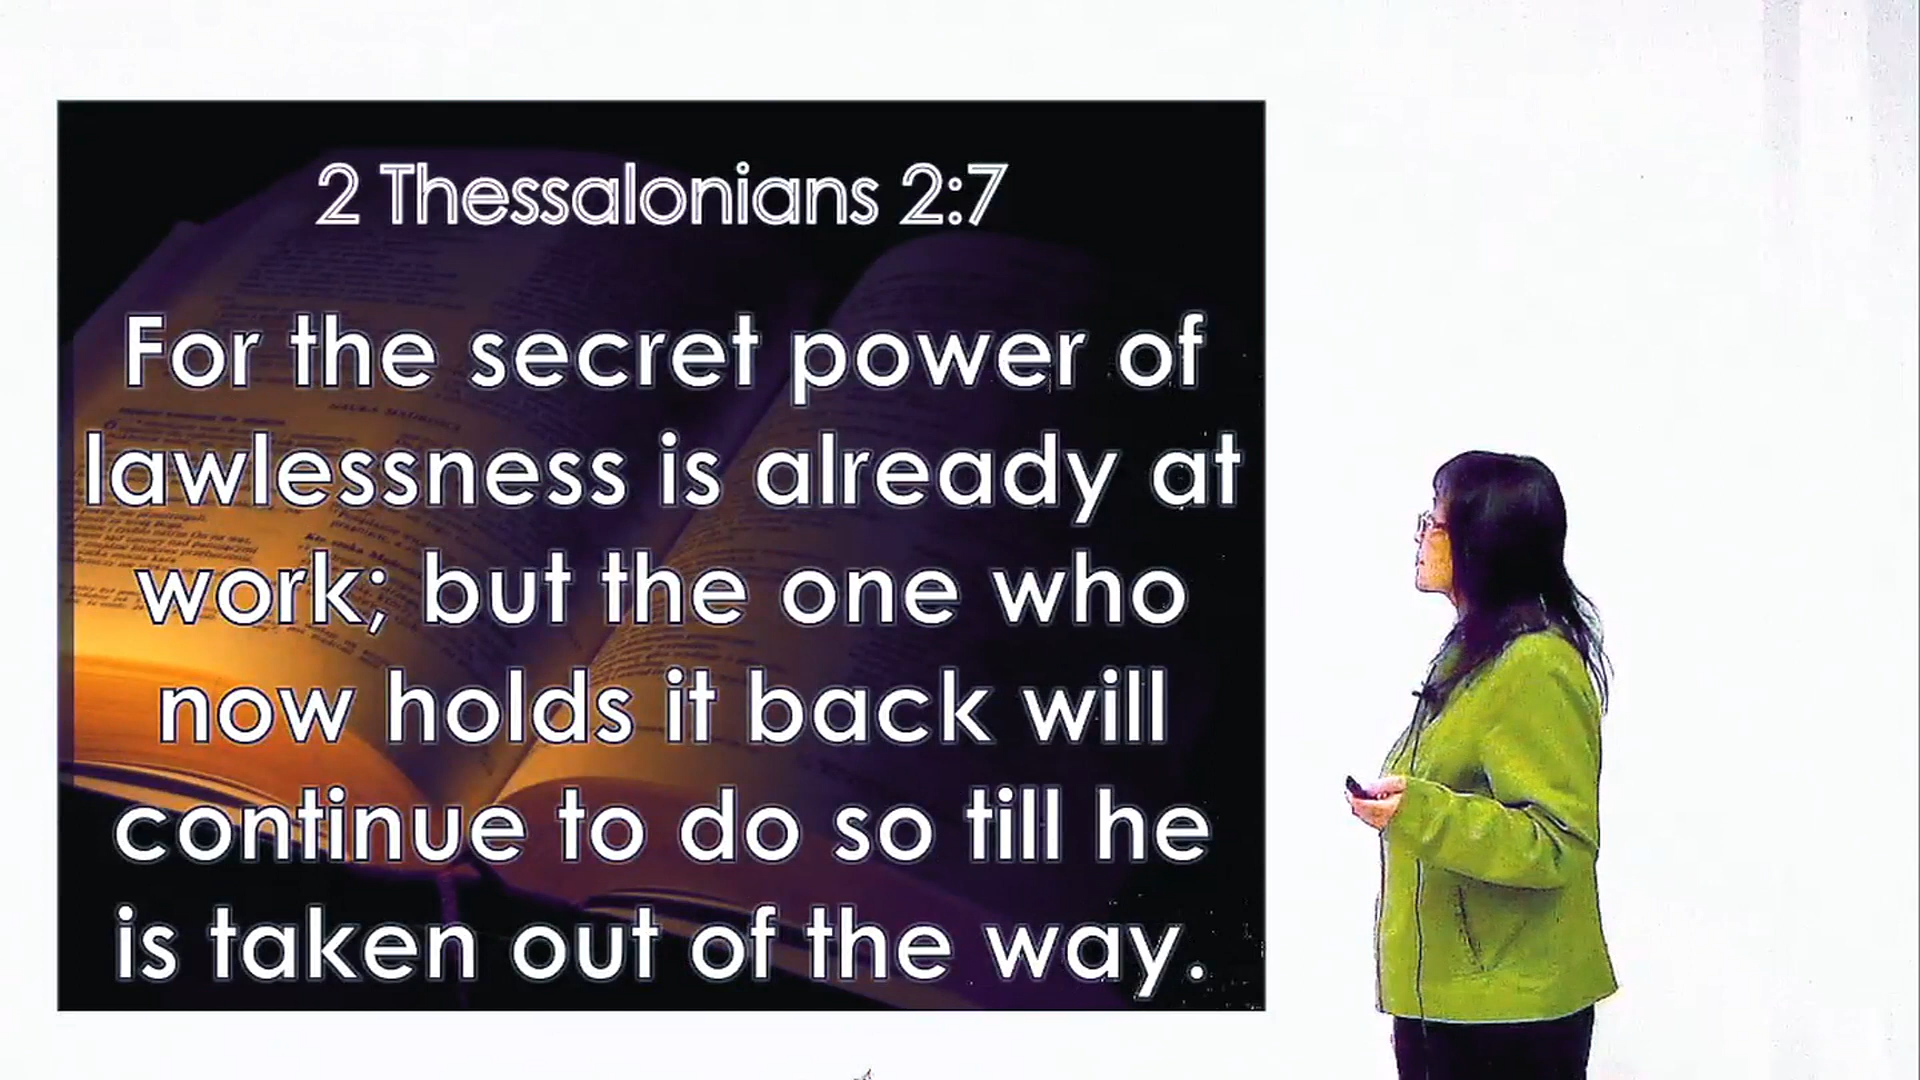 2 Thessalonians 2:7
For the secret power of
lawlessness is already at
work; but the one who
now holds it back will
continue to do so till he
is taken out of the way.